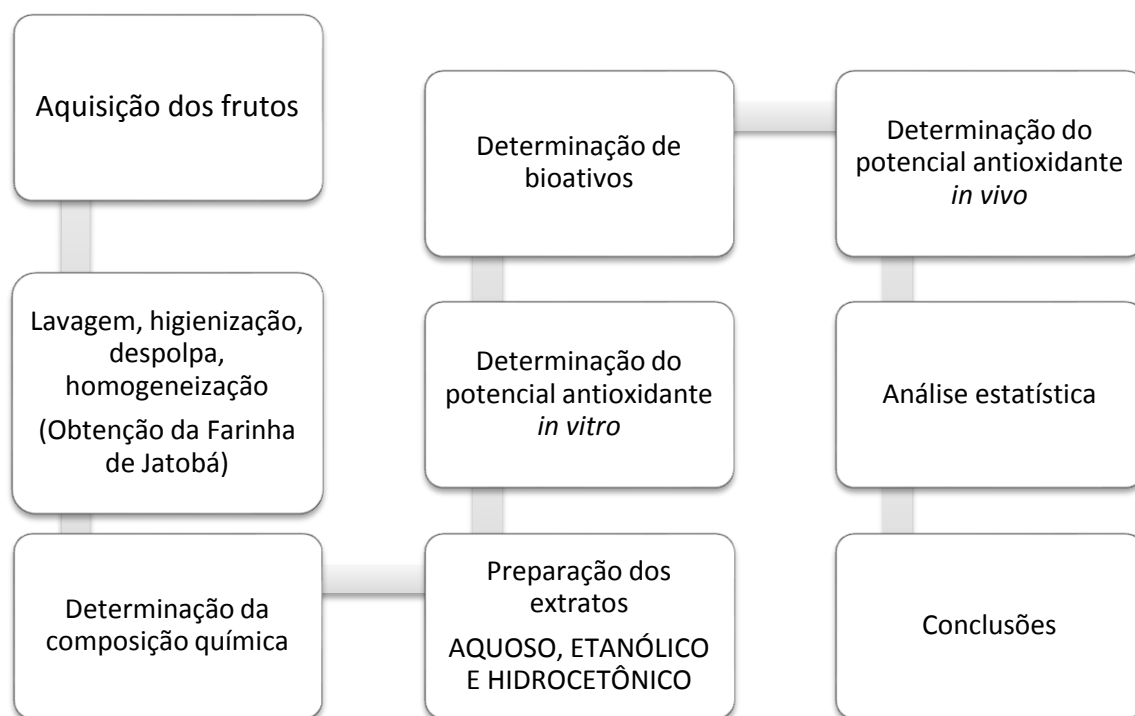 Aquisição dos frutos
Lavagem, higienização,
despolpa,
homogeneização
(Obtenção da Farinha
de Jatobá)
Determinação da
composição química
Preparação dos
extratos
AQUOSO, ETANÓLICO
E HIDROCETÔNICO
Determinação do
potencial antioxidante
in vitro
Determinação de
bioativos
Determinação do
potencial antioxidante
in vivo
Análise estatística
Conclusões